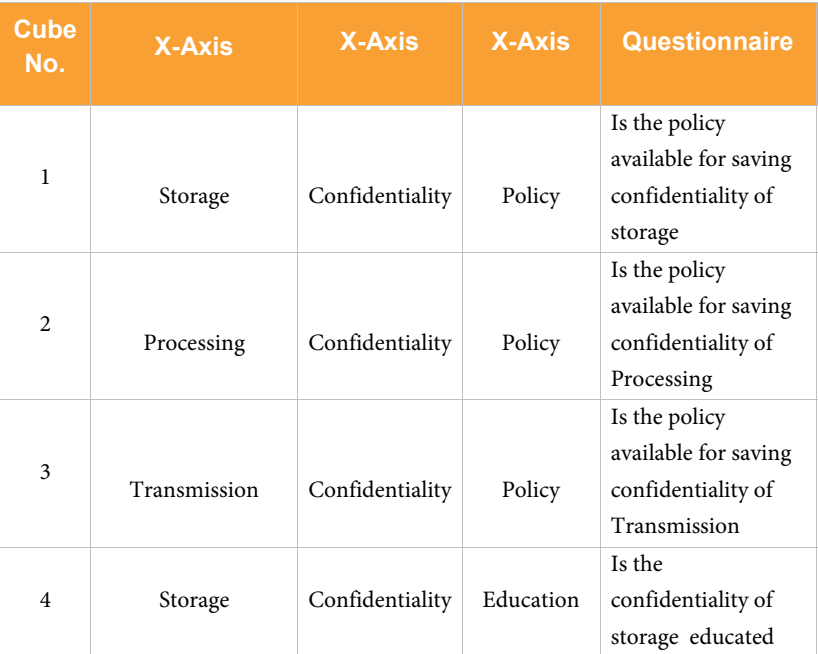 Cube No. X-Axis X-Axis X-Axis Questionnaire
1 Storage Confidentiality Policy Is the policy
available for saving
confidentiality of
storage
2 Processing Confidentiality Policy Is the policy
available for saving
confidentiality of
Processing
3 Transmission Confidentiality Policy Is the policy
available for saving
confidentiality of
Transmission
4 Storage Confidentiality Education Is the
confidentiality of
storage educated